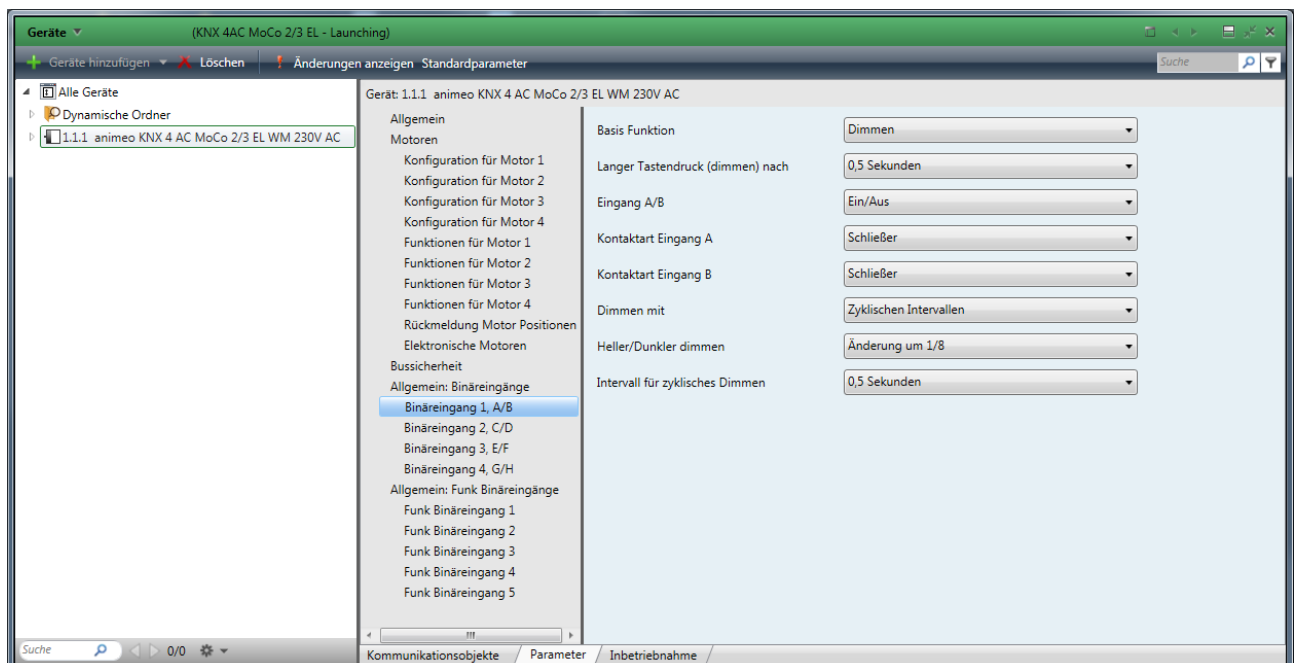 Geräte (KNX 4AC MoCo 2/3 EL - Launching)
Geräte hinzufügen Löschen Änderungen anzeigen Standardparameter Suche
Alle Geräte
Dynamische Ordner
1.1.1 animeo KNX 4 AC MoCo 2/3 EL WM 230V AC
Suche 0/0
Gerät: 1.1.1 animeo KNX 4 AC MoCo 2/3 EL WM 230V AC
Allgemein
Motoren
Konfiguration für Motor 1
Konfiguration für Motor 2
Konfiguration für Motor 3
Konfiguration für Motor 4
Funktionen für Motor 1
Funktionen für Motor 2
Funktionen für Motor 3
Funktionen für Motor 4
Rückmeldung Motor Positionen
Elektronische Motoren
Bussicherheit
Allgemein: Binäreingänge
Binäreingang 1, A/B
Binäreingang 2, C/D
Binäreingang 3, E/F
Binäreingang 4, G/H
Allgemein: Funk Binäreingänge
Funk Binäreingang 1
Funk Binäreingang 2
Funk Binäreingang 3
Funk Binäreingang 4
Funk Binäreingang 5
Basis Funktion Dimmen
Langer Tastendruck (dimmen) nach 0,5 Sekunden
Eingang A/B Ein/Aus
Kontaktart Eingang A Schließer
Kontaktart Eingang B Schließer
Dimmen mit Zyklischen Intervallen
Heller/Dunkler dimmen Änderung um 1/8
Intervall für zyklisches Dimmen 0,5 Sekunden
Kommunikationsobjekte Parameter Inbetriebnahme